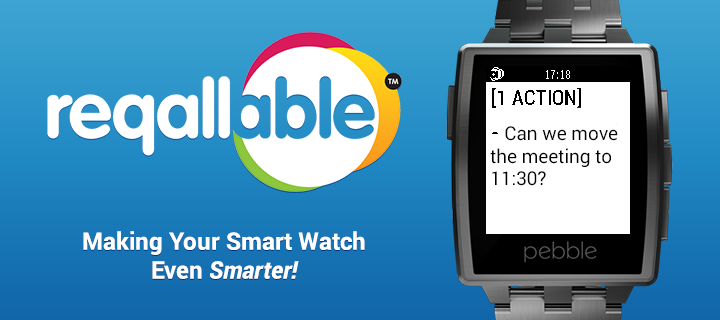 reqallable™
Making Your Smart Watch
Even Smarter!
17:18
[1 ACTION]
- Can we move
the meeting to
11:30?
pebble